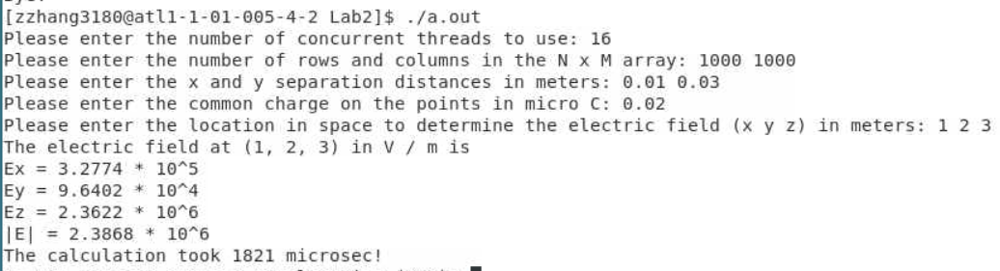 [zzhang3180@atl1-1-01-005-4-2 Lab2]$ ./a.out
Please enter the number of concurrent threads to use: 16
Please enter the number of rows and columns in the N x M array: 1000 1000
Please enter the x and y separation distances in meters: 0.01 0.03
Please enter the common charge on the points in micro C: 0.02
Please enter the location in space to determine the electric field (x y z) in meters: 1 2 3
The electric field at (1, 2, 3) in V / m is
Ex = 3.2774 * 10^5
Ey = 9.6402 * 10^4
Ez = 2.3622 * 10^6
|E| = 2.3868 * 10^6
The calculation took 1821 microsec!